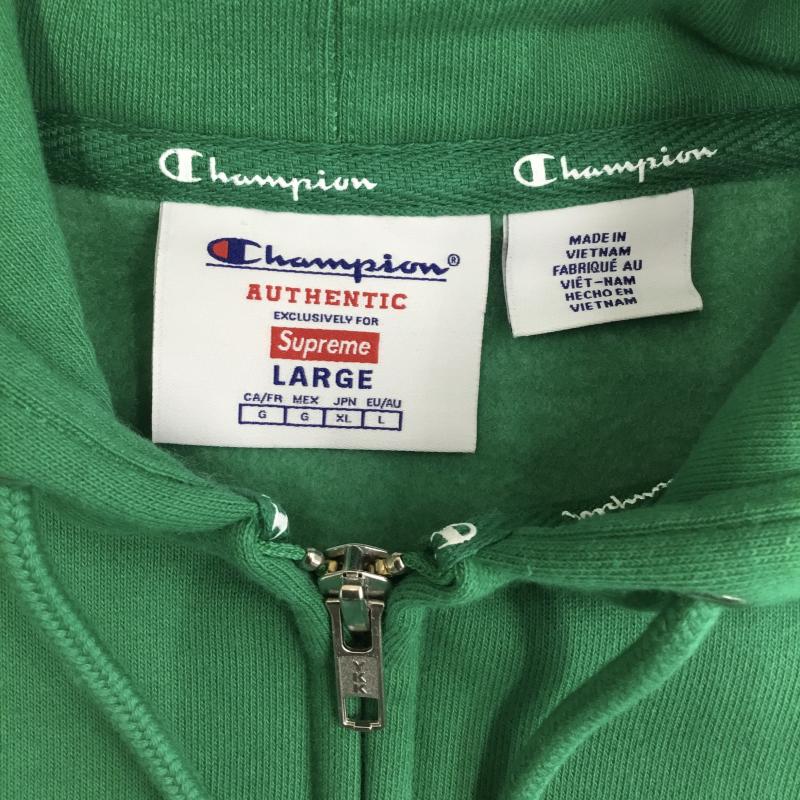 Champion Champion
Champion®
AUTHENTIC
EXCLUSIVELY FOR
Supreme
LARGE
CA/FR MEX JPN EU/AU
G G XL L
MADE IN
VIETNAM
FABRIQUÉ AU
VIÊT-NAM
HECHO EN
VIETNAM
YKK